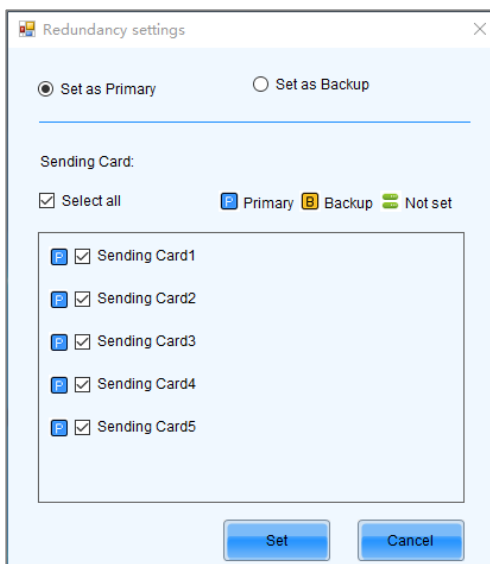 Redundancy settings
Set as Primary Set as Backup
Sending Card:
Select all P Primary B Backup Not set
P Sending Card1
P Sending Card2
P Sending Card3
P Sending Card4
P Sending Card5
Set Cancel